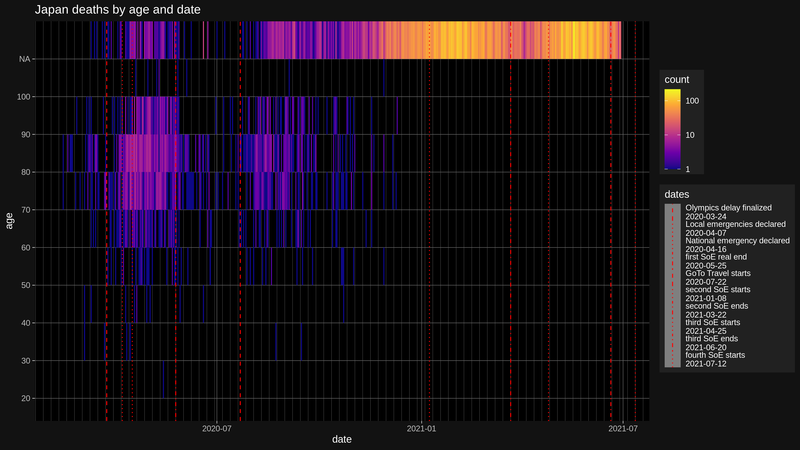 Japan deaths by age and date
NA
100
90
80
70
60
50
40
30
20
age
2020-07
2021-01
2021-07
date
count
100
10
1
dates
Olympics delay finalized
2020-03-24
Local emergencies declared
2020-04-07
National emergency declared
2020-04-16
first SoE real end
2020-05-25
GoTo Travel starts
2020-07-22
second SoE starts
2021-01-08
second SoE ends
2021-03-22
third SoE starts
2021-04-25
third SoE ends
2021-06-20
fourth SoE starts
2021-07-12